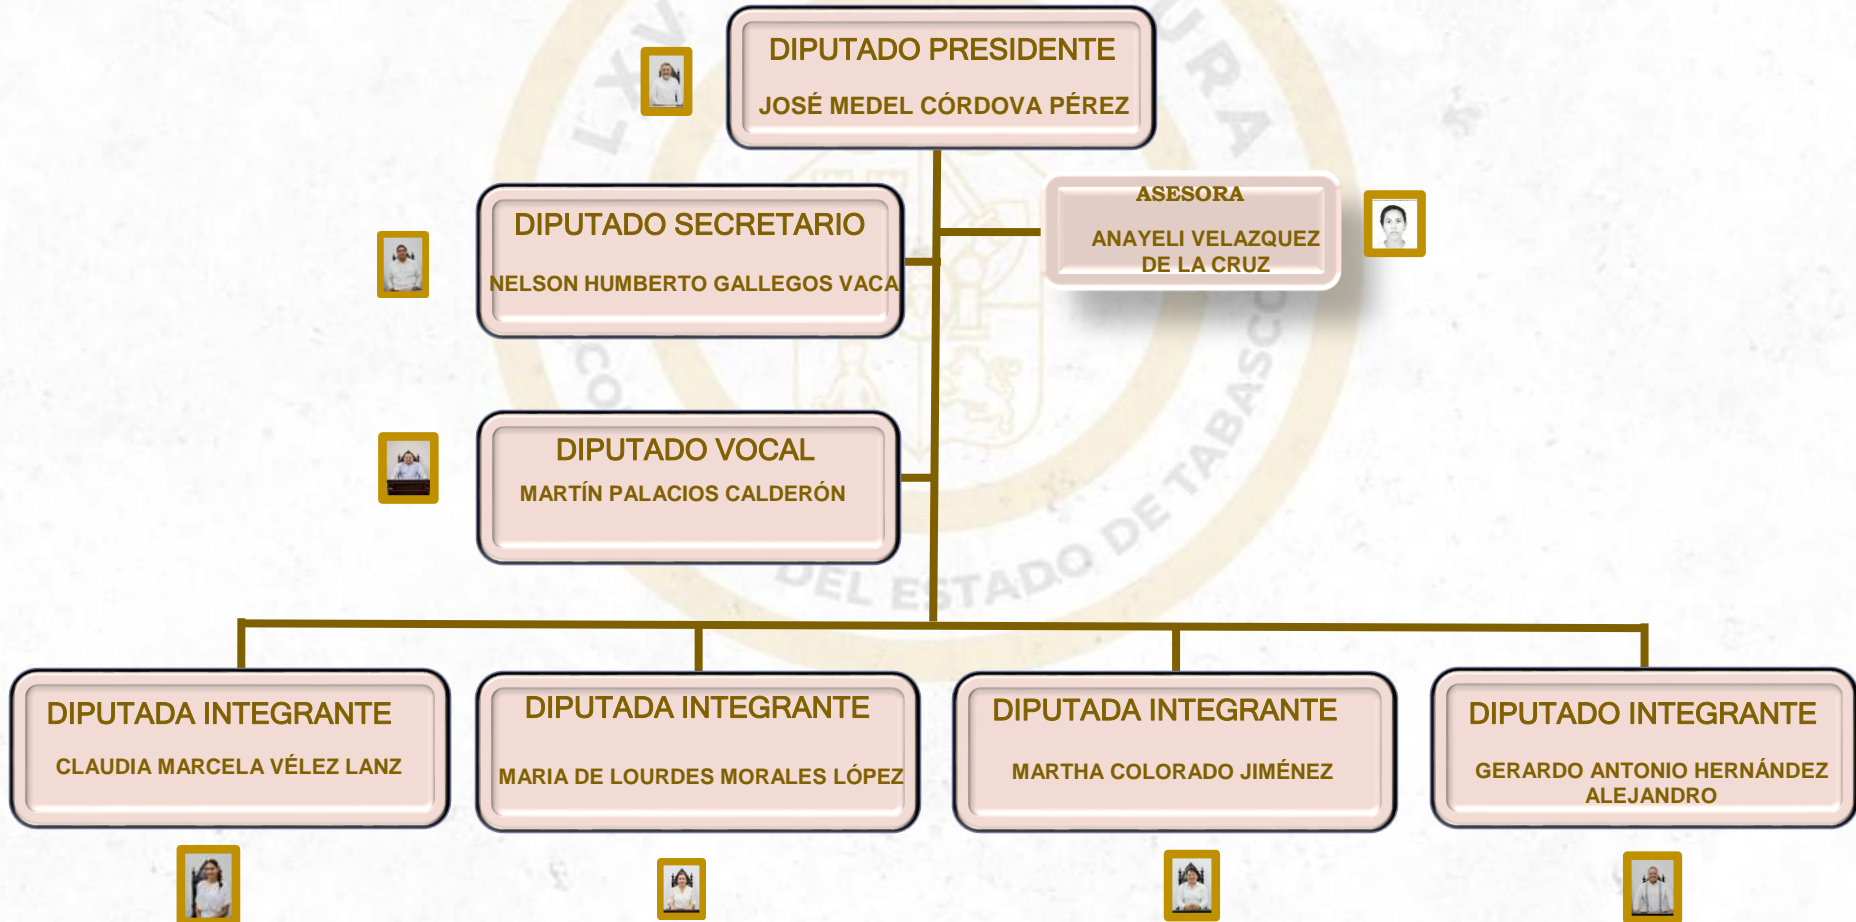 DIPUTADO PRESIDENTE
JOSÉ MEDEL CÓRDOVA PÉREZ
ASESORA
ANAYELI VELAZQUEZ
DE LA CRUZ
DIPUTADO SECRETARIO
NELSON HUMBERTO GALLEGOS VACA
DIPUTADO VOCAL
MARTÍN PALACIOS CALDERÓN
DEL ESTADO DE TABASCO
DIPUTADA INTEGRANTE
CLAUDIA MARCELA VÉLEZ LANZ
DIPUTADA INTEGRANTE
MARIA DE LOURDES MORALES LÓPEZ
DIPUTADA INTEGRANTE
MARTHA COLORADO JIMÉNEZ
DIPUTADO INTEGRANTE
GERARDO ANTONIO HERNÁNDEZ
ALEJANDRO